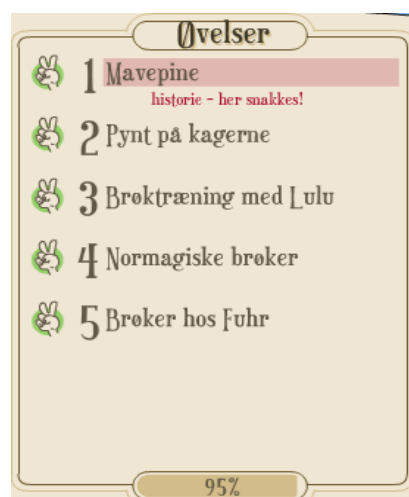 Øvelser
1 Mavepine
historie - her snakkes!
2 Pynt på kagerne
3 Brøktræning med Lulu
4 Normagiske brøker
5 Brøker hos Fuhr
95%